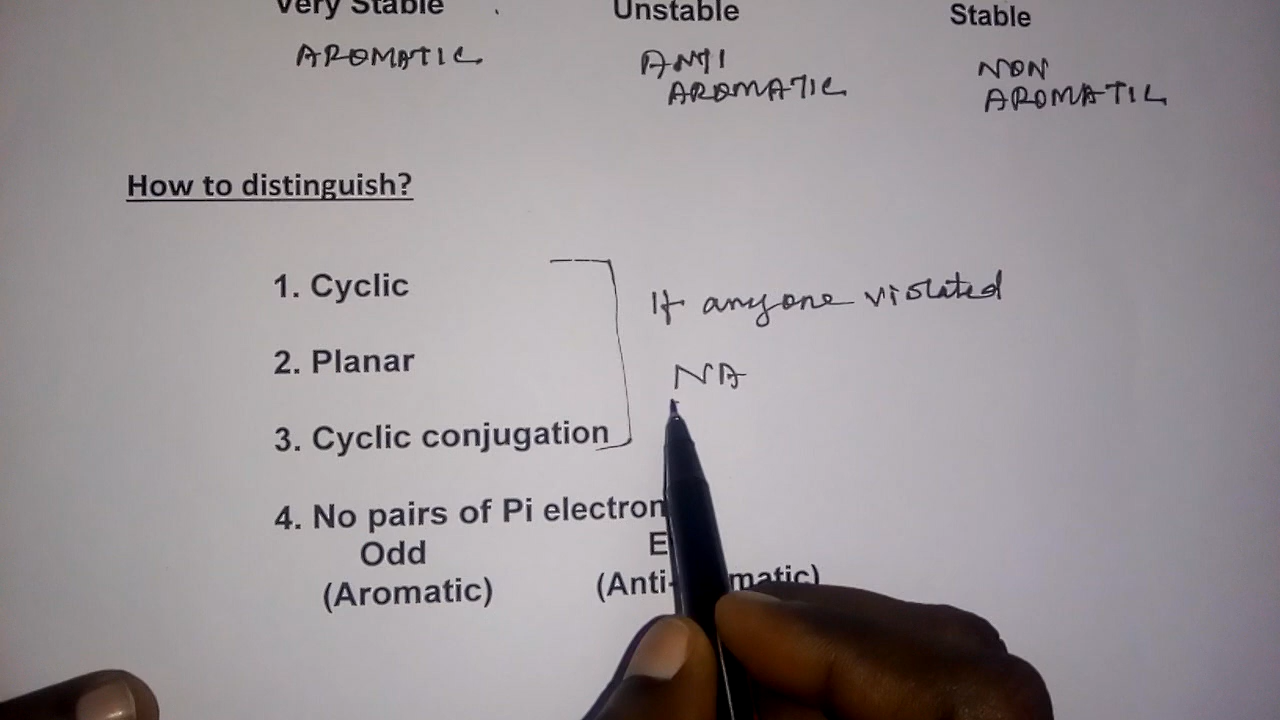 Very Stable Unstable Stable
AROMATIC ANTI AROMATIC NON AROMATIC
How to distinguish?
1. Cyclic
If anyone violated
2. Planar
NA
3. Cyclic conjugation
4. No pairs of Pi electron
Odd E
(Aromatic) (Anti- matic)